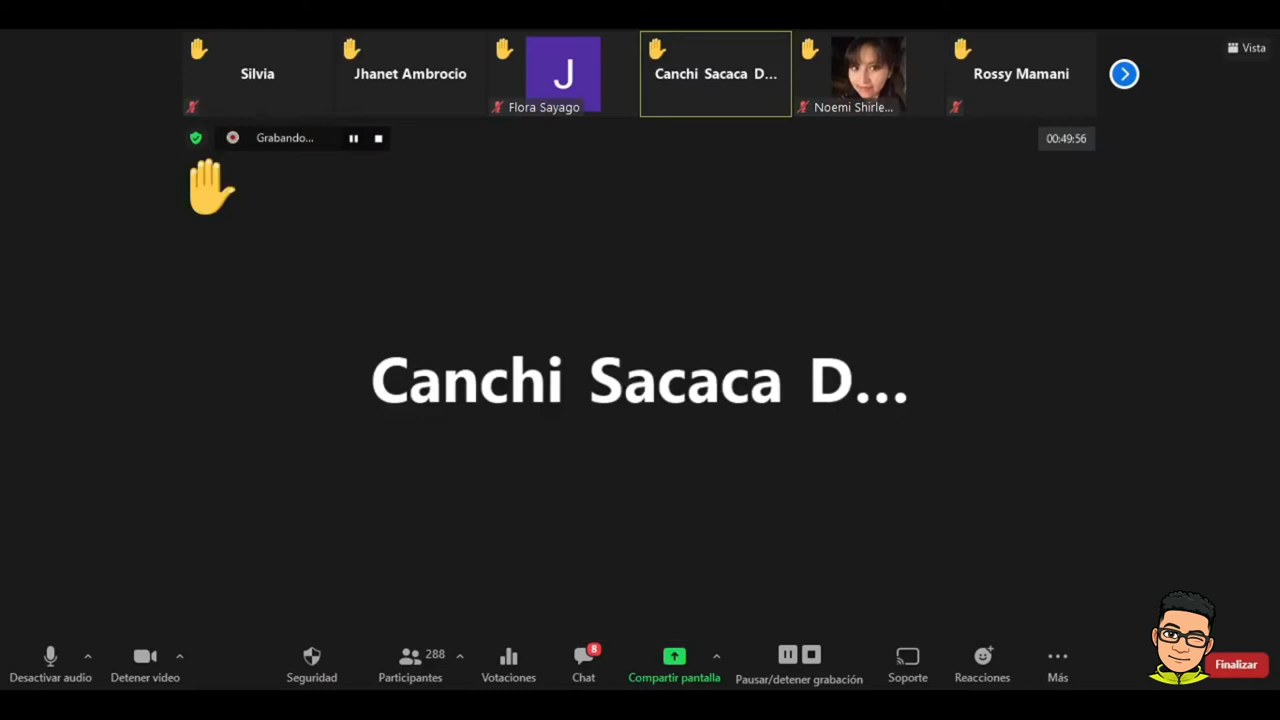 Silvia
Jhanet Ambrocio
J
Flora Sayago
Canchi Sacaca D...
Noemi Shirle...
Rossy Mamani
Vista
Grabando...
00:49:56
Canchi Sacaca D...
Desactivar audio
Detener video
Seguridad
288
Participantes
Votaciones
8
Chat
Compartir pantalla
Pausar/detener grabación
Soporte
Reacciones
Más
Finalizar